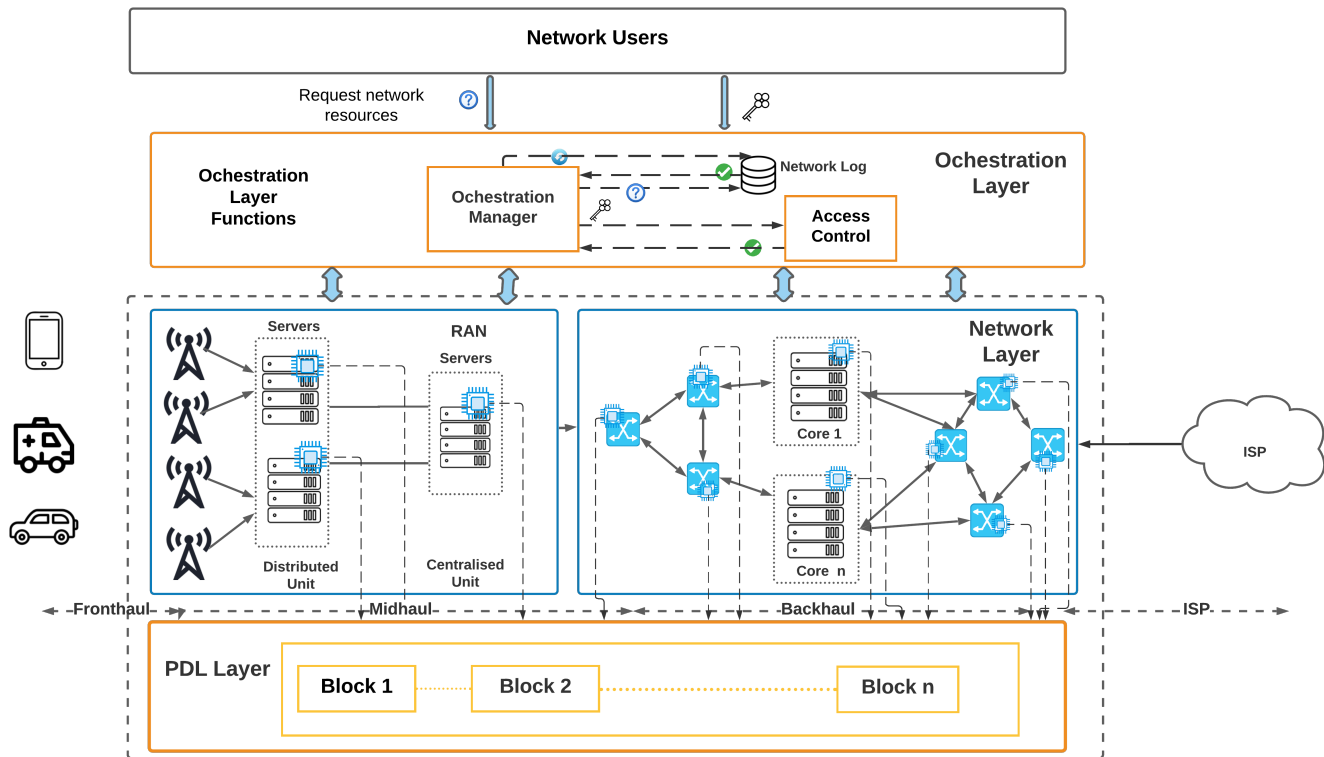 Network Users
Request network
resources
?
Ochestration
Layer
Functions
Ochestration
Manager
?
Network Log
Access
Control
Ochestration
Layer
Servers
RAN
Servers
Distributed
Unit
Centralised
Unit
Network
Layer
Core 1
Core n
ISP
Fronthaul
Midhaul
Backhaul
ISP
PDL Layer
Block 1
Block 2
Block n